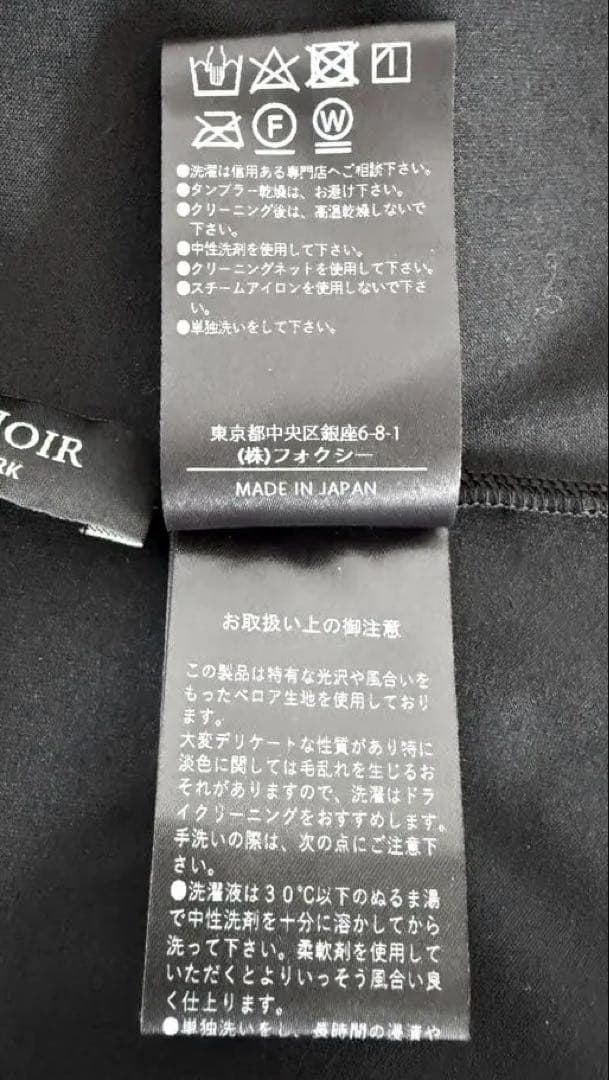 F W
●洗濯は信用ある専門店へご相談下さい。
●タンブラー乾燥は、お避け下さい。
●クリーニング後は、高温乾燥しないで
下さい。
●中性洗剤を使用して下さい。
●クリーニングネットを使用して下さい。
●スチームアイロンを使用しないで下さ
い。
●単独洗いをして下さい。
東京都中央区銀座6-8-1
(株)フォクシー
MADE IN JAPAN
NOIR
RK
お取扱い上の御注意
この製品は特有な光沢や風合いを
もったベロア生地を使用しており
ます。
大変デリケートな性質があり特に
淡色に関しては毛乱れを生じるお
それがありますので、洗濯はドラ
イクリーニングをおすすめします。
手洗いの際は、次の点にご注意下
さい。
●洗濯液は30℃以下のぬるま湯
で中性洗剤を十分に溶かしてから
洗って下さい。柔軟剤を使用して
いただくとよりいっそう風合い良
く仕上ります。
●単独洗いをし、長時間の浸漬や